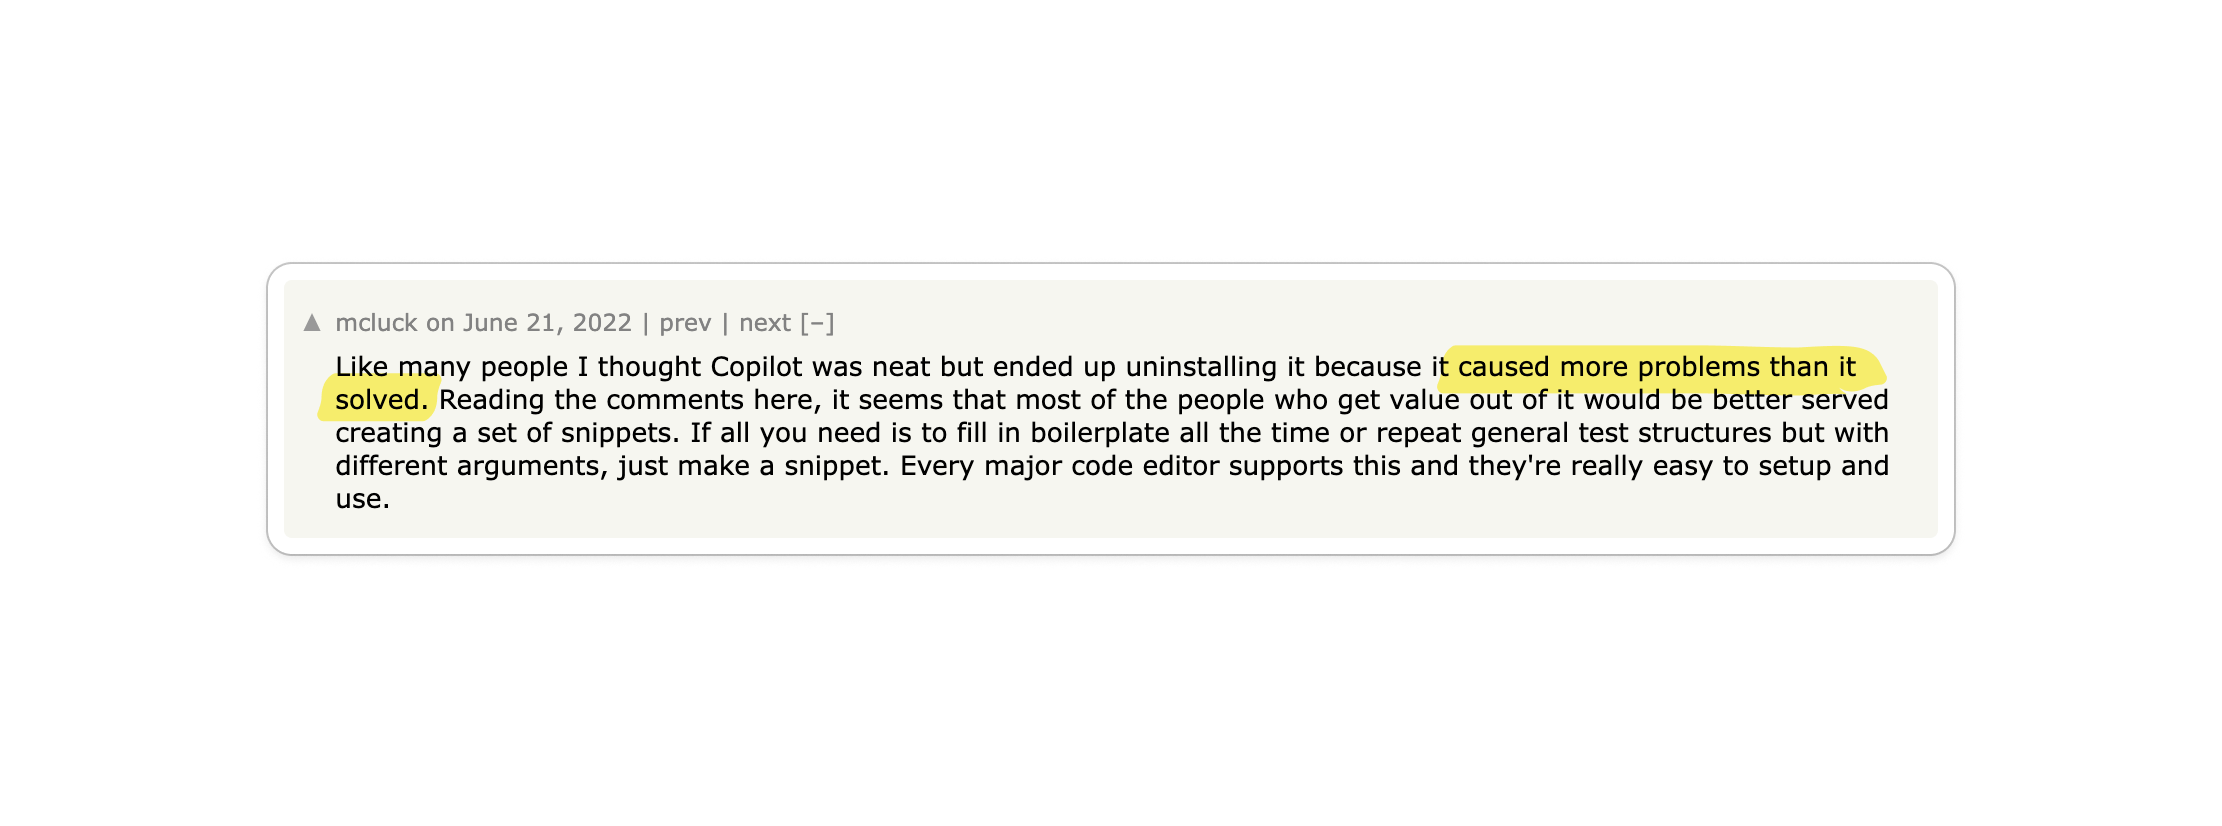 ▲ mcluck on June 21, 2022 | prev | next [–]
Like many people I thought Copilot was neat but ended up uninstalling it because it caused more problems than it
solved. Reading the comments here, it seems that most of the people who get value out of it would be better served
creating a set of snippets. If all you need is to fill in boilerplate all the time or repeat general test structures but with
different arguments, just make a snippet. Every major code editor supports this and they're really easy to setup and
use.